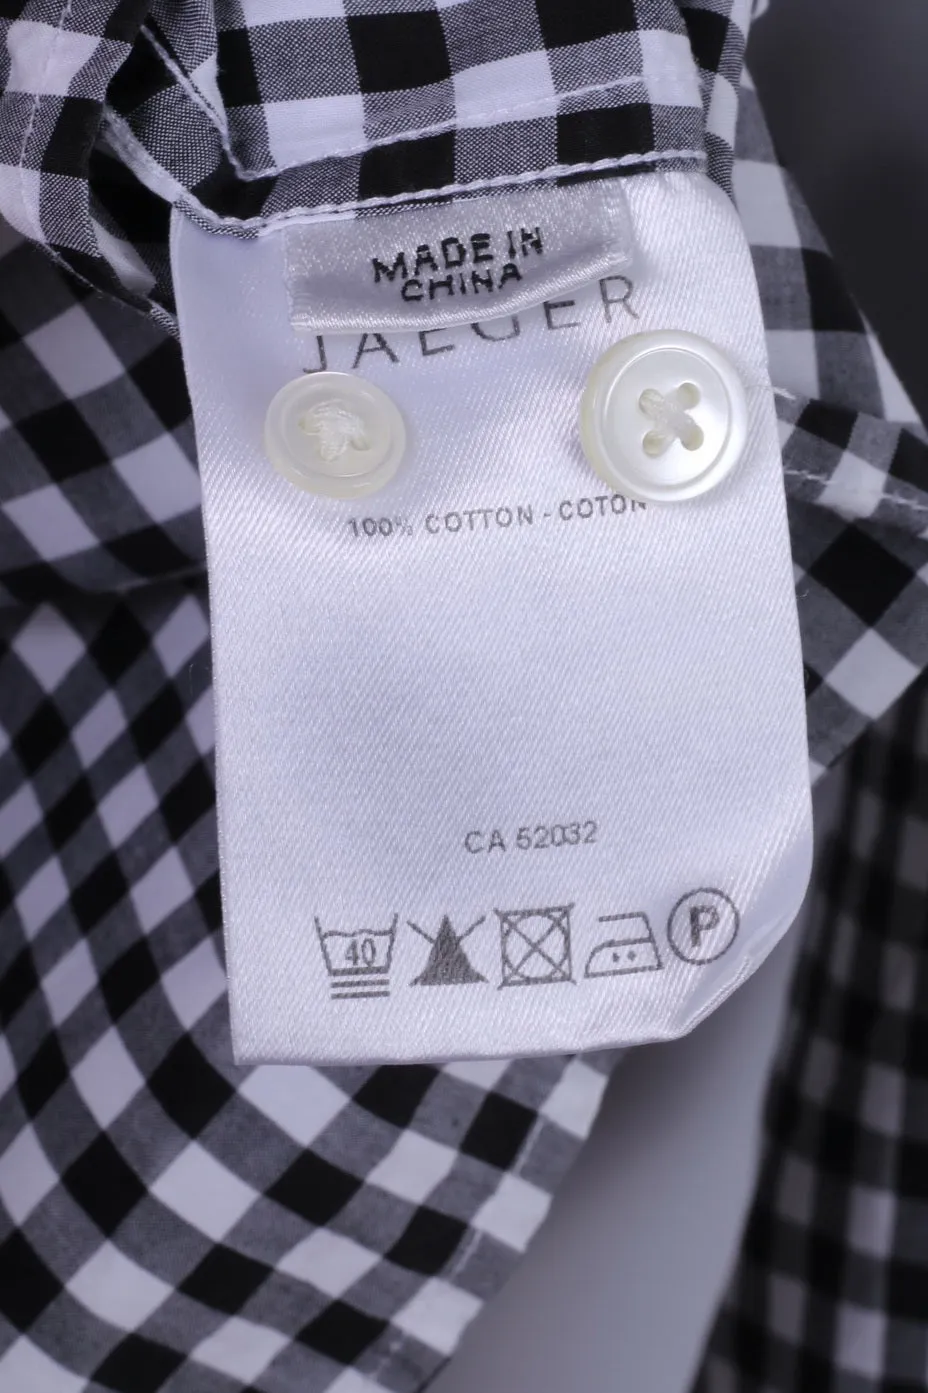 MADE IN
CHINA
JAEGER
100% COTTON - COTON
CA 52032
40
P